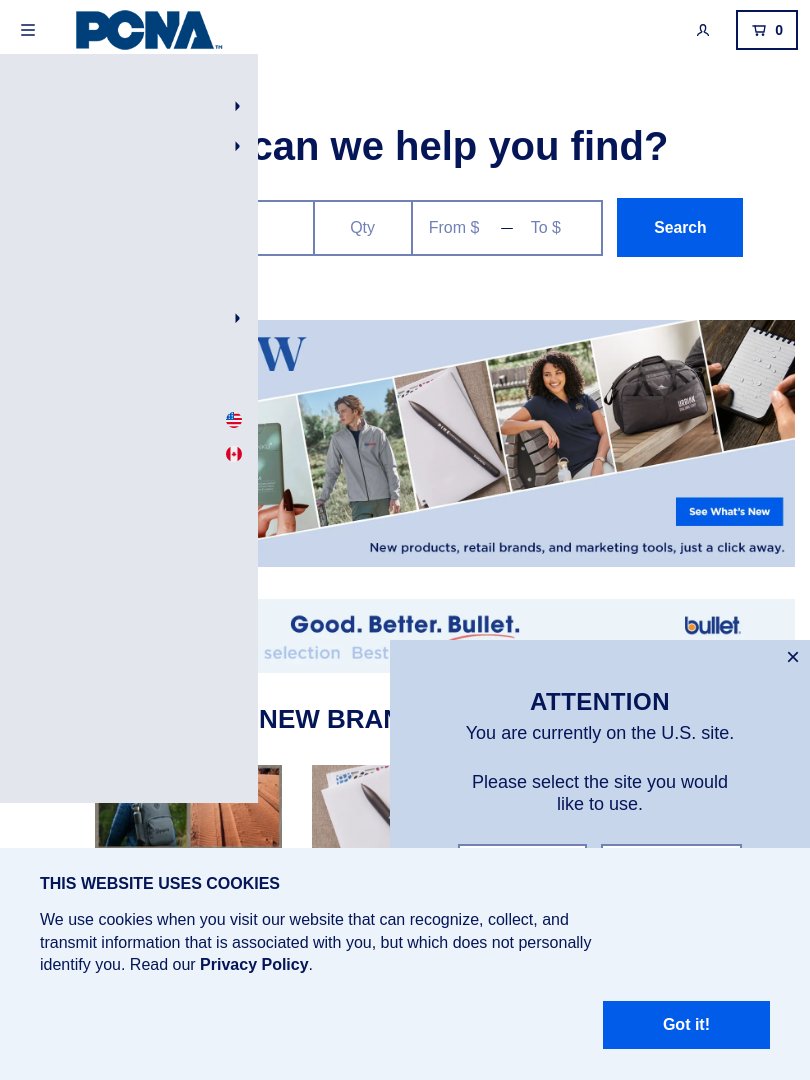 PCNA
0
can we help you find?
Qty
From $ — To $
Search
W
See What's New
New products, retail brands, and marketing tools, just a click away.
Good. Better. Bullet.
bullet.
selection Best
NEW BRAN
×
ATTENTION
You are currently on the U.S. site.
Please select the site you would
like to use.
THIS WEBSITE USES COOKIES
We use cookies when you visit our website that can recognize, collect, and
transmit information that is associated with you, but which does not personally
identify you. Read our Privacy Policy.
Got it!